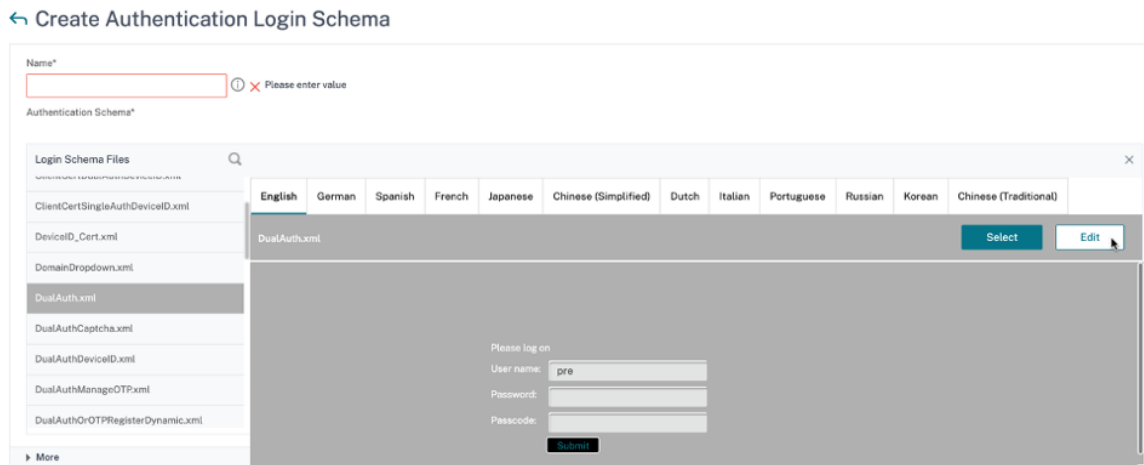 Create Authentication Login Schema
Name*
Please enter value
Authentication Schema*
Login Schema Files
ClientCertSingleAuthDeviceID.xml
DeviceID_Cert.xml
DomainDropdown.xml
DualAuth.xml
DualAuthCaptcha.xml
DualAuthDeviceID.xml
DualAuthManageOTP.xml
DualAuthOrOTPRegisterDynamic.xml
More
English German Spanish French Japanese Chinese (Simplified) Dutch Italian Portuguese Russian Korean Chinese (Traditional)
DualAuth.xml Select Edit
Please log on
User name: pre
Password:
Passcode:
Submit